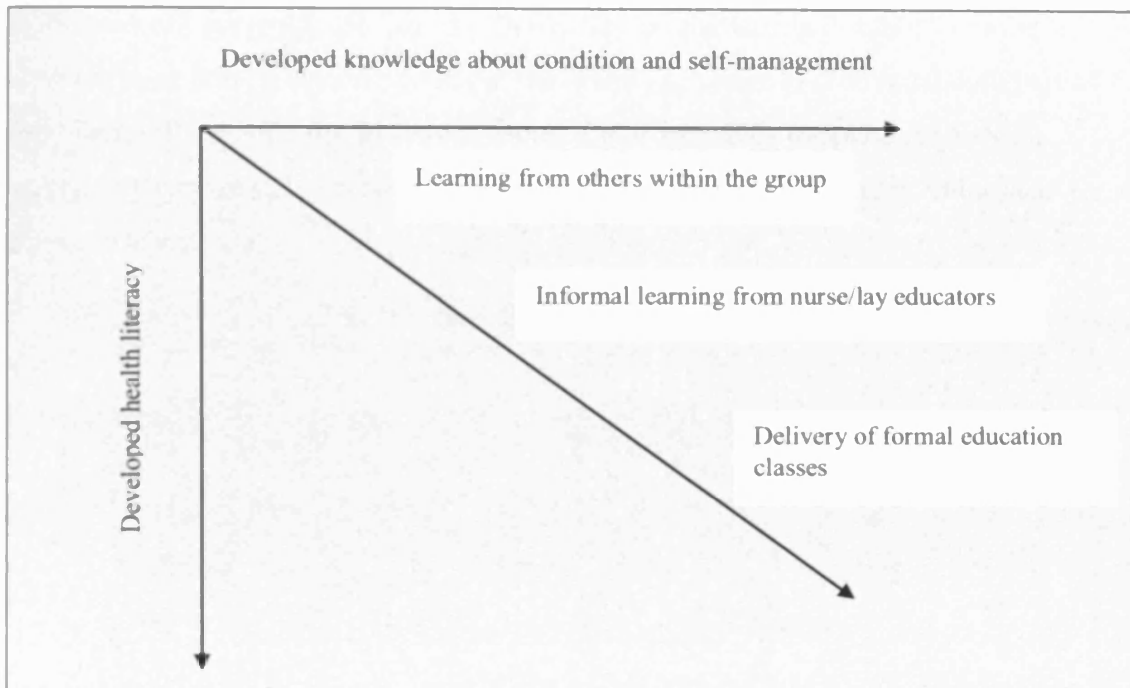 Developed knowledge about condition and self-management
Learning from others within the group
Informal learning from nurse/lay educators
Developed health literacy
Delivery of formal education
classes